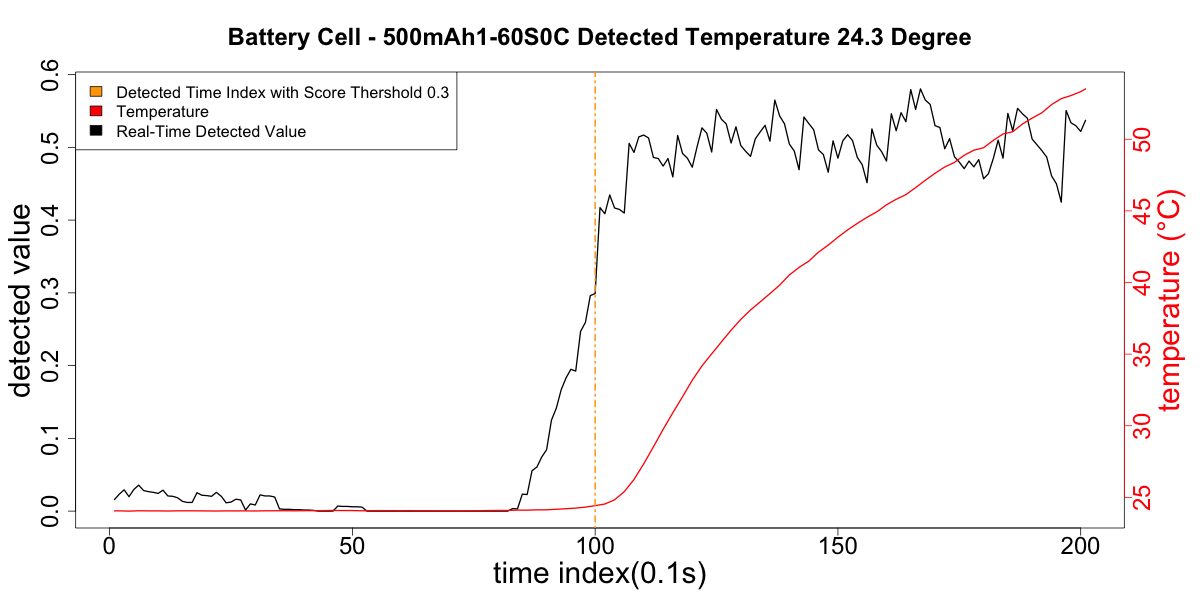 Battery Cell - 500mAh1-60S0C Detected Temperature 24.3 Degree
Detected Time Index with Score Thershold 0.3
Temperature
Real-Time Detected Value
detected value
0.0 0.1 0.2 0.3 0.4 0.5 0.6
temperature (°C)
25 30 35 40 45 50
0 50 100 150 200
time index(0.1s)